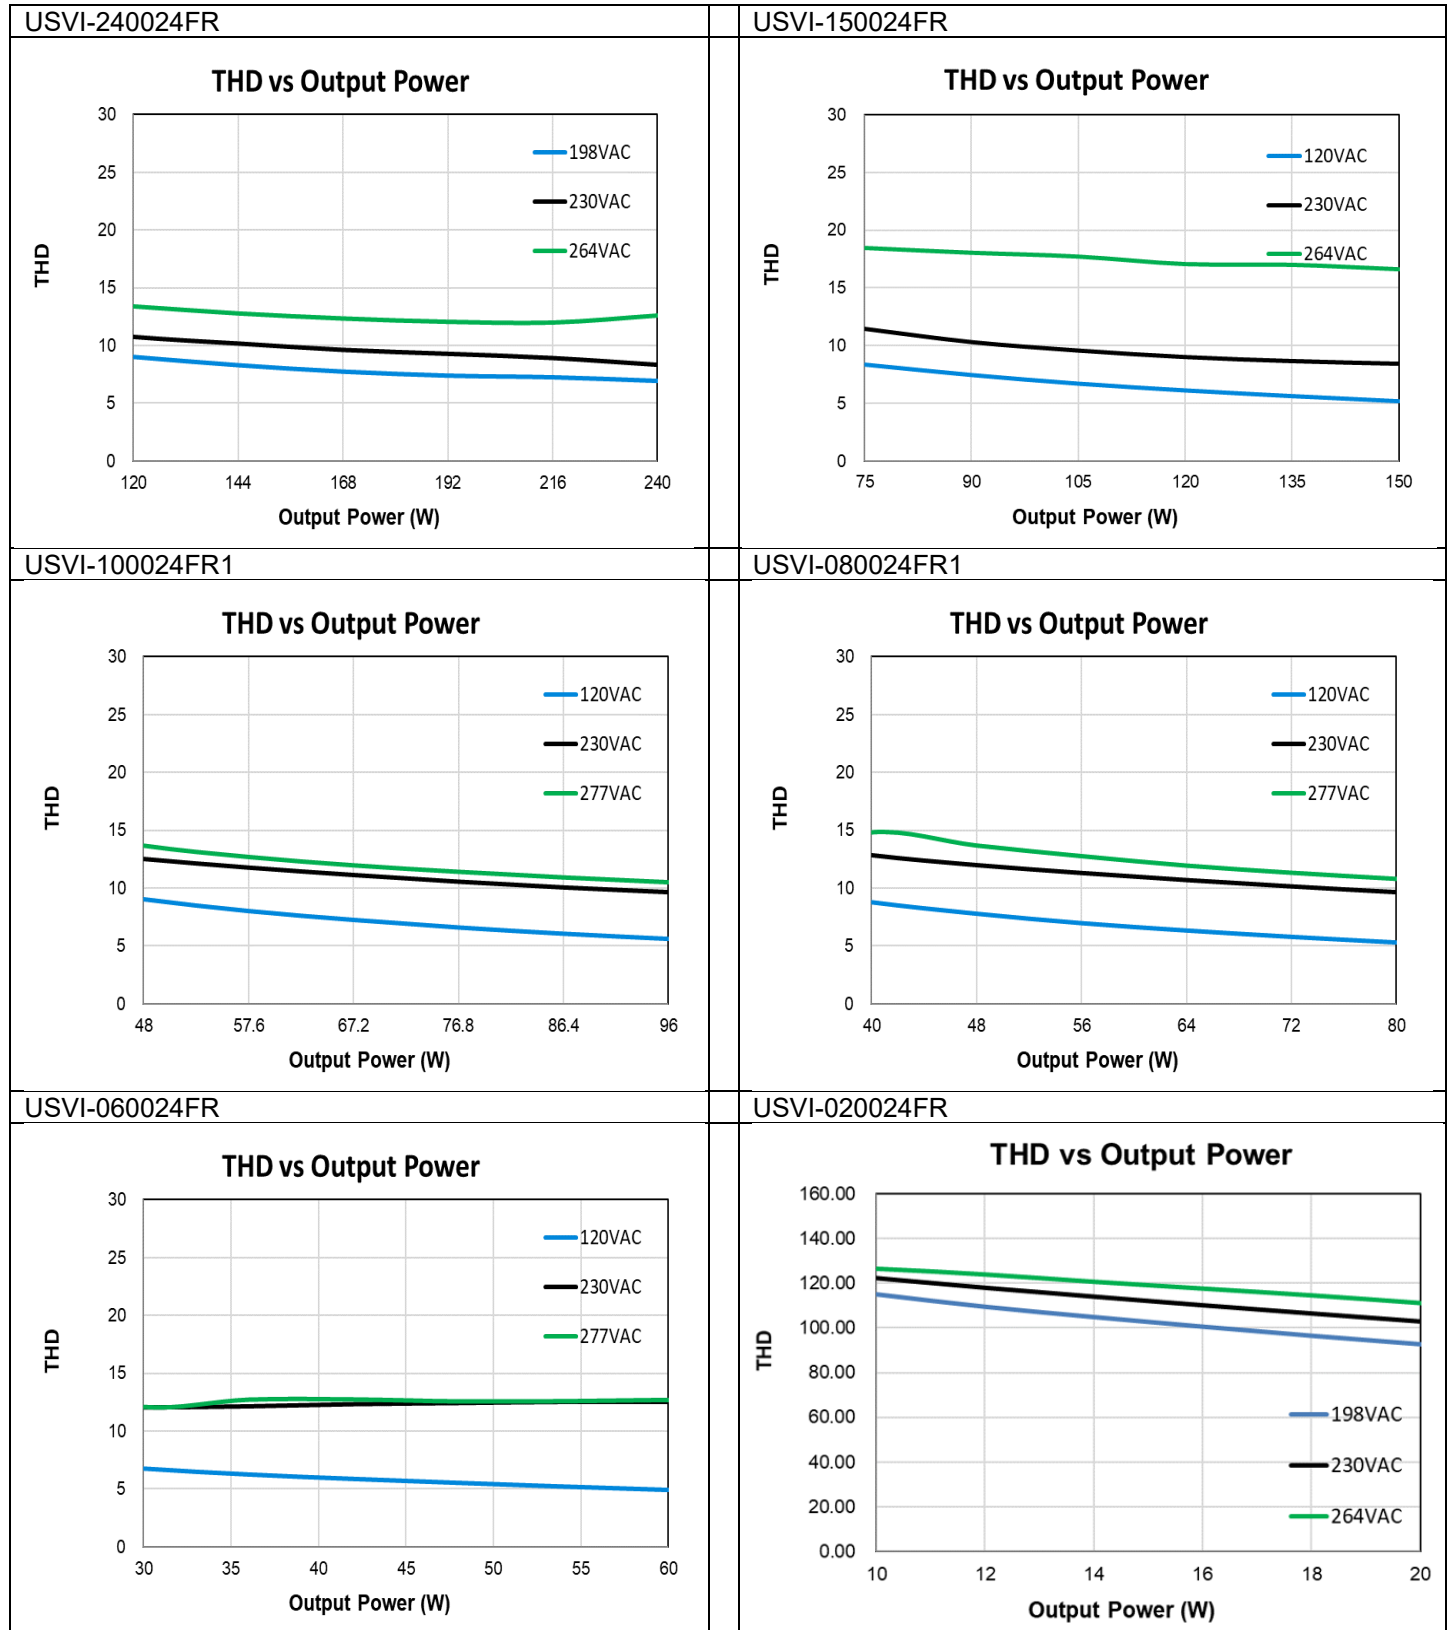 USVI-240024FR
THD vs Output Power
30
25
20
15
10
5
0
THD
198VAC
230VAC
264VAC
120 144 168 192 216 240
Output Power (W)
USVI-150024FR
THD vs Output Power
30
25
20
15
10
5
0
THD
120VAC
230VAC
264VAC
75 90 105 120 135 150
Output Power (W)
USVI-100024FR1
THD vs Output Power
30
25
20
15
10
5
0
THD
120VAC
230VAC
277VAC
48 57.6 67.2 76.8 86.4 96
Output Power (W)
USVI-080024FR1
THD vs Output Power
30
25
20
15
10
5
0
THD
120VAC
230VAC
277VAC
40 48 56 64 72 80
Output Power (W)
USVI-060024FR
THD vs Output Power
30
25
20
15
10
5
0
THD
120VAC
230VAC
277VAC
30 35 40 45 50 55 60
Output Power (W)
USVI-020024FR
THD vs Output Power
160.00
140.00
120.00
100.00
80.00
60.00
40.00
20.00
0.00
THD
198VAC
230VAC
264VAC
10 12 14 16 18 20
Output Power (W)